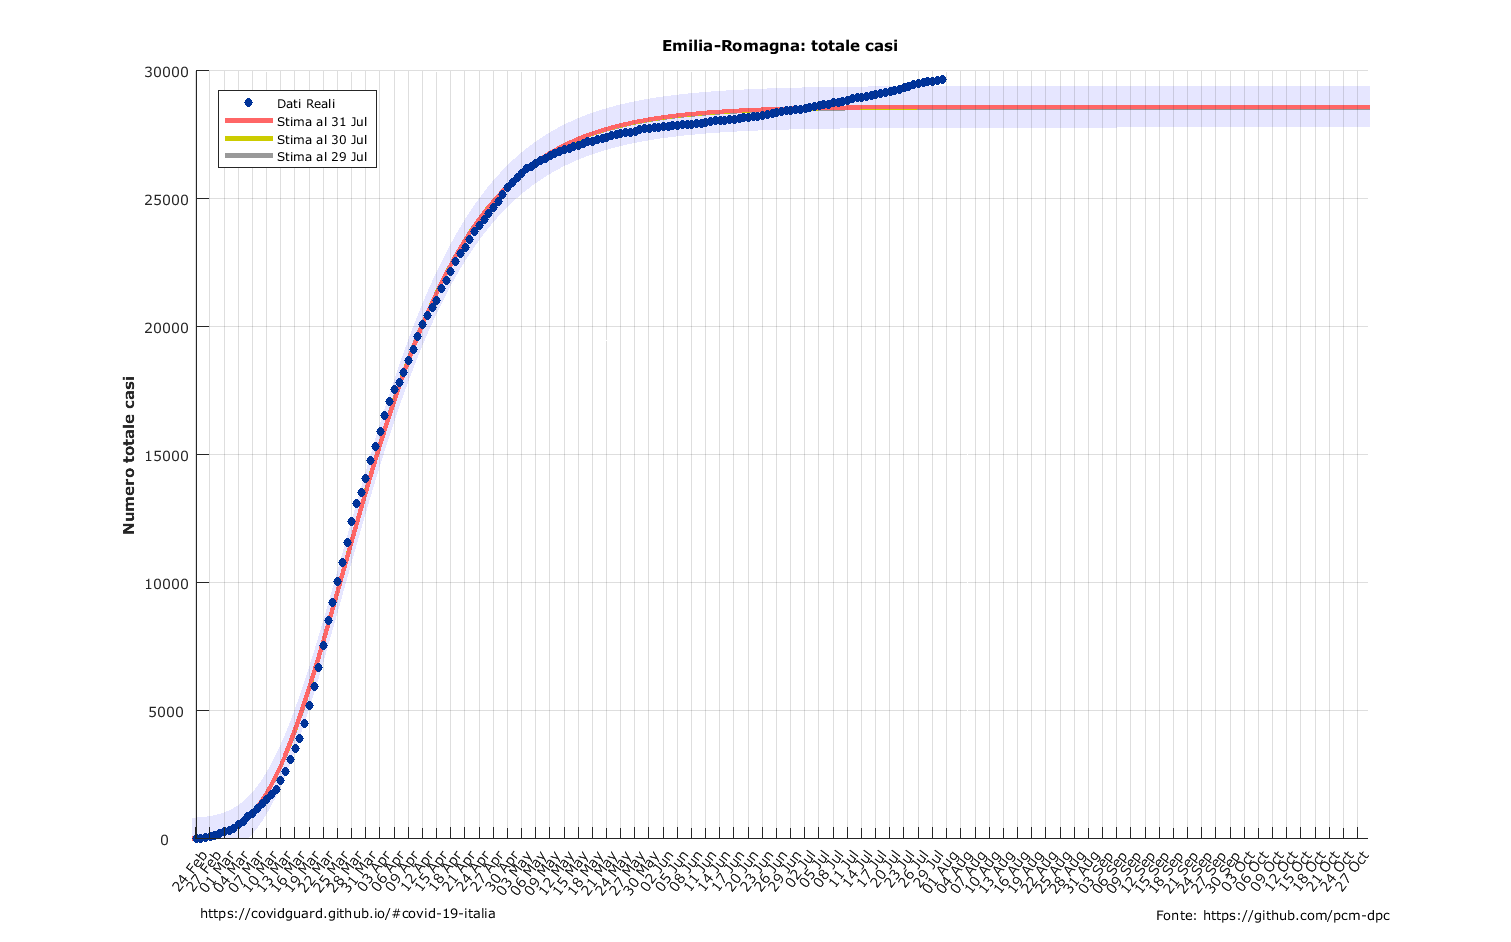 Emilia-Romagna: totale casi
30000
25000
20000
15000
10000
5000
0
Numero totale casi
Dati Reali
Stima al 31 Jul
Stima al 30 Jul
Stima al 29 Jul
24 Feb
27 Feb
01 Mar
04 Mar
07 Mar
10 Mar
13 Mar
16 Mar
19 Mar
22 Mar
25 Mar
28 Mar
31 Mar
03 Apr
06 Apr
09 Apr
12 Apr
15 Apr
18 Apr
21 Apr
24 Apr
27 Apr
30 Apr
03 May
06 May
09 May
12 May
15 May
18 May
21 May
24 May
27 May
30 May
02 Jun
05 Jun
08 Jun
11 Jun
14 Jun
17 Jun
20 Jun
23 Jun
26 Jun
29 Jun
02 Jul
05 Jul
08 Jul
11 Jul
14 Jul
17 Jul
20 Jul
23 Jul
26 Jul
29 Jul
01 Aug
04 Aug
07 Aug
10 Aug
13 Aug
16 Aug
19 Aug
22 Aug
25 Aug
28 Aug
31 Aug
03 Sep
06 Sep
09 Sep
12 Sep
15 Sep
18 Sep
21 Sep
24 Sep
27 Sep
30 Sep
03 Oct
06 Oct
09 Oct
12 Oct
15 Oct
18 Oct
21 Oct
24 Oct
27 Oct
https://covidguard.github.io/#covid-19-italia
Fonte: https://github.com/pcm-dpc